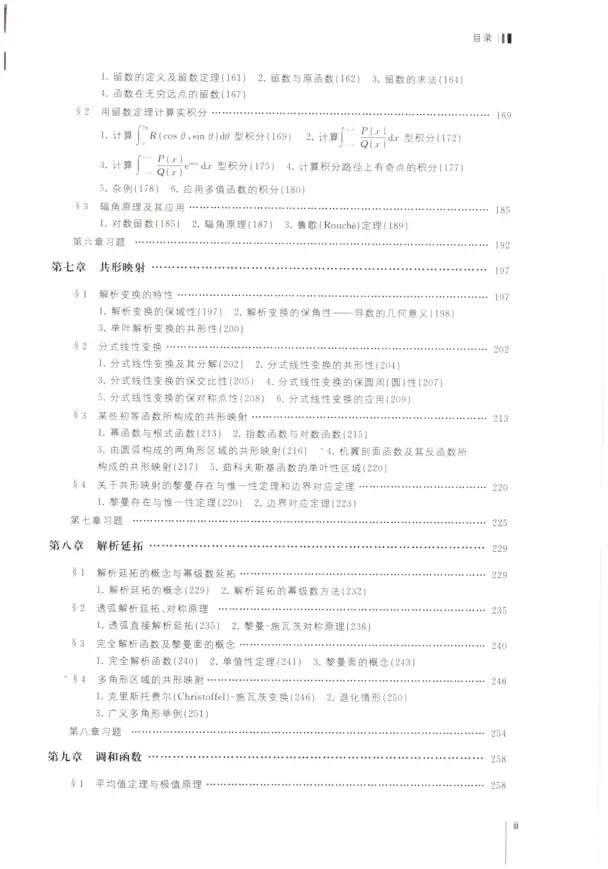 目录
1. 留数的定义及留数定理(161) 2. 留数与原函数(162) 3. 留数的求法(164)
4. 函数在无穷远点的留数(167)
§2 用留数定理计算实积分 169
1. 计算∫₀^{2π} R(cos θ,sin θ)dθ 型积分(169) 2. 计算∫_{-∞}^{+∞} P(x)/Q(x) dx 型积分(172)
3. 计算∫_{-∞}^{+∞} P(x)/Q(x) e^{imx} dx 型积分(175) 4. 计算积分路径上有奇点的积分(177)
5. 杂例(178) 6. 应用多值函数的积分(180)
§3 辐角原理及其应用 185
1. 对数留数(185) 2. 辐角原理(187) 3. 鲁歇(Rouché)定理(189)
第六章习题 192
第七章 共形映射 197
§1 解析变换的特性 197
1. 解析变换的保域性(197) 2. 解析变换的保角性——导数的几何意义(198)
3. 单叶解析变换的共形性(200)
§2 分式线性变换 202
1. 分式线性变换及其分解(202) 2. 分式线性变换的共形性(204)
3. 分式线性变换的保交比性(205) 4. 分式线性变换的保圆周(圆)性(207)
5. 分式线性变换的保对称点性(208) 6. 分式线性变换的应用(209)
§3 某些初等函数所构成的共形映射 213
1. 幂函数与根式函数(213) 2. 指数函数与对数函数(215)
3. 由圆弧构成的两角形区域的共形映射(216) *4. 机翼剖面函数及其反函数所
构成的共形映射(217) 5. 茹科夫斯基函数的单叶性区域(220)
§4 关于共形映射的黎曼存在与惟一性定理和边界对应定理 220
1. 黎曼存在与惟一性定理(220) 2. 边界对应定理(223)
第七章习题 225
第八章 解析延拓 229
§1 解析延拓的概念与幂级数延拓 229
1. 解析延拓的概念(229) 2. 解析延拓的幂级数方法(232)
§2 透弧解析延拓、对称原理 235
1. 透弧直接解析延拓(235) 2. 黎曼-施瓦茨对称原理(236)
§3 完全解析函数及黎曼面的概念 240
1. 完全解析函数(240) 2. 单值性定理(241) 3. 黎曼面的概念(243)
*§4 多角形区域的共形映射 246
1. 克里斯托费尔(Christoffel)-施瓦茨变换(246) 2. 退化情形(250)
3. 广义多角形举例(251)
第八章习题 254
第九章 调和函数 258
§1 平均值定理与极值原理 258
iii